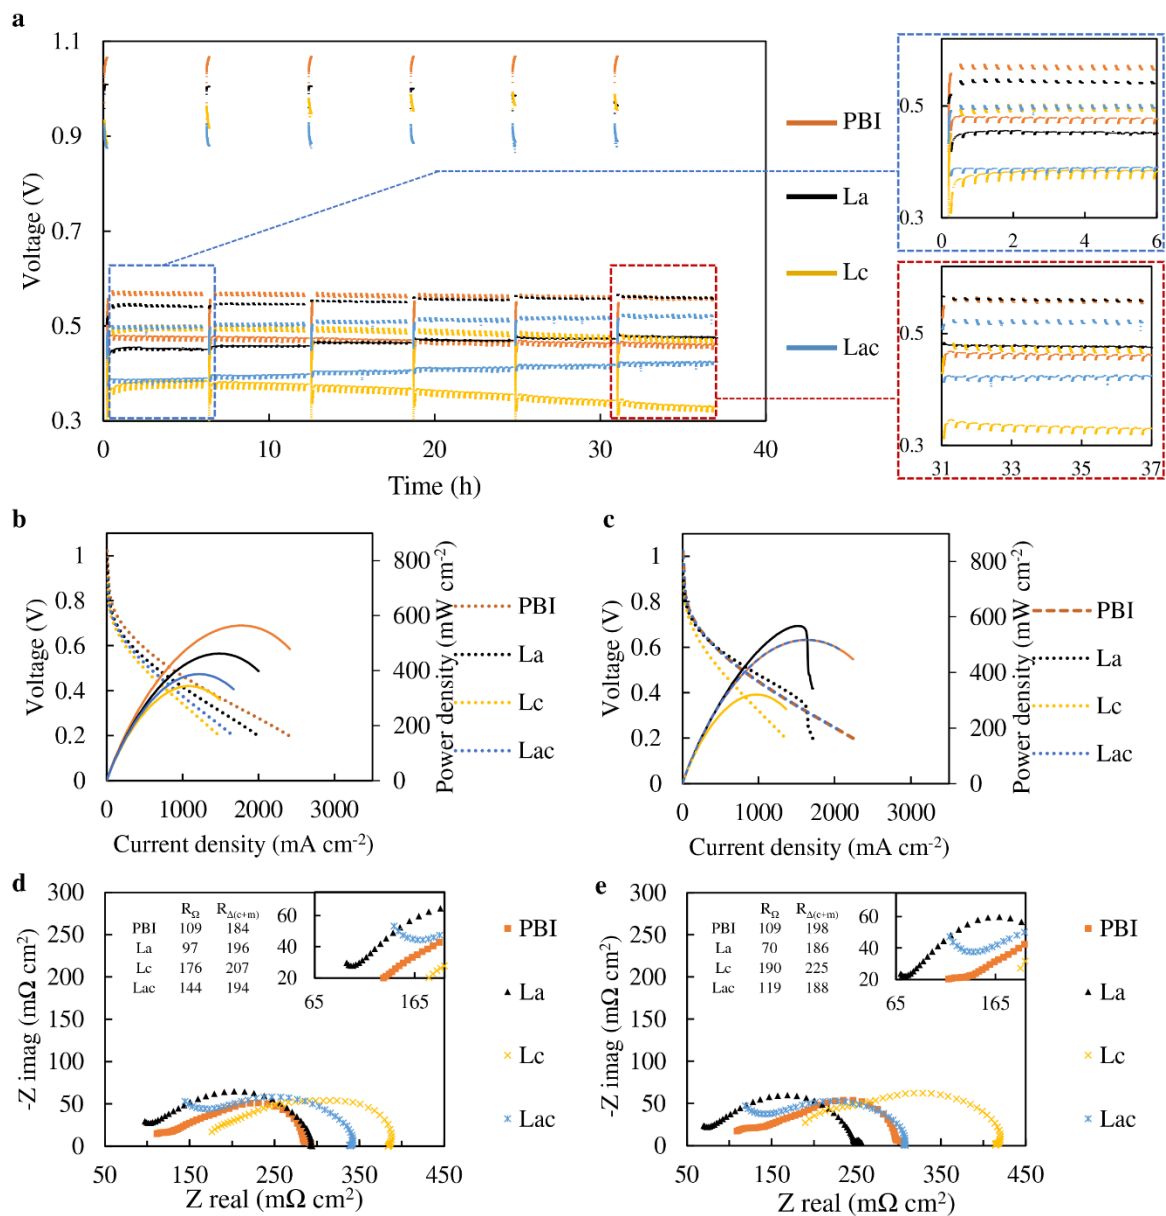 a
1.1
0.9
0.7
0.5
0.3
Voltage (V)
0 10 20 30 40
Time (h)
PBI
La
Lc
Lac
0.5
0.3
0 2 4 6
0.5
0.3
31 33 35 37
b
1
0.8
0.6
0.4
0.2
0
Voltage (V)
800
600
400
200
0
Power density (mW cm-2)
0 1000 2000 3000
Current density (mA cm-2)
PBI
La
Lc
Lac
c
1
0.8
0.6
0.4
0.2
0
Voltage (V)
800
600
400
200
0
Power density (mW cm-2)
0 1000 2000 3000
Current density (mA cm-2)
PBI
La
Lc
Lac
d
300
250
200
150
100
50
0
-Z imag (mΩ cm2)
RΩ RΔ(c+m)
PBI 109 184
La 97 196
Lc 176 207
Lac 144 194
60
40
20
65 165
50 150 250 350 450
Z real (mΩ cm2)
PBI
La
Lc
Lac
e
300
250
200
150
100
50
0
-Z imag (mΩ cm2)
RΩ RΔ(c+m)
PBI 109 198
La 70 186
Lc 190 225
Lac 119 188
60
40
20
65 165
50 150 250 350 450
Z real (mΩ cm2)
PBI
La
Lc
Lac